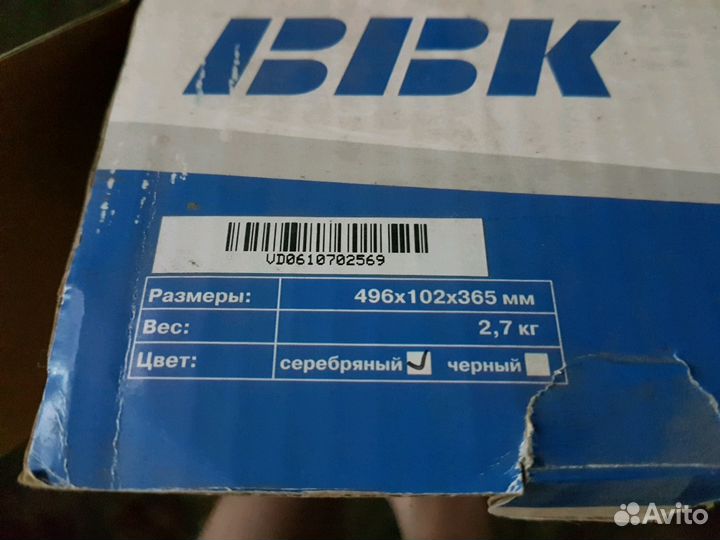 BBK
VD0610702569
Размеры: 496x102x365 мм
Вес: 2,7 кг
Цвет: серебряный черный
Avito